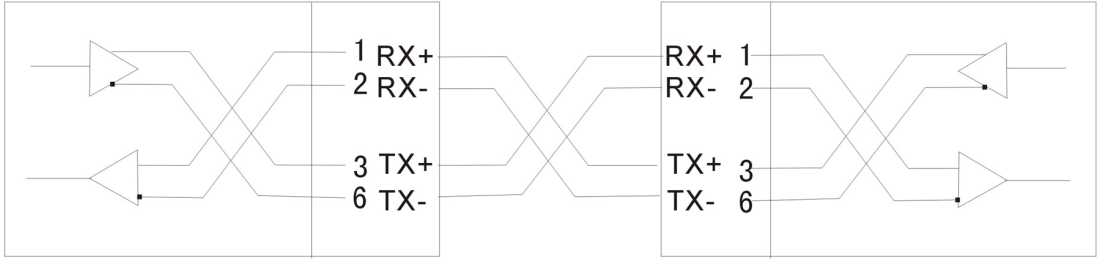 1 RX+ RX+ 1
2 RX- RX- 2
3 TX+ TX+ 3
6 TX- TX- 6